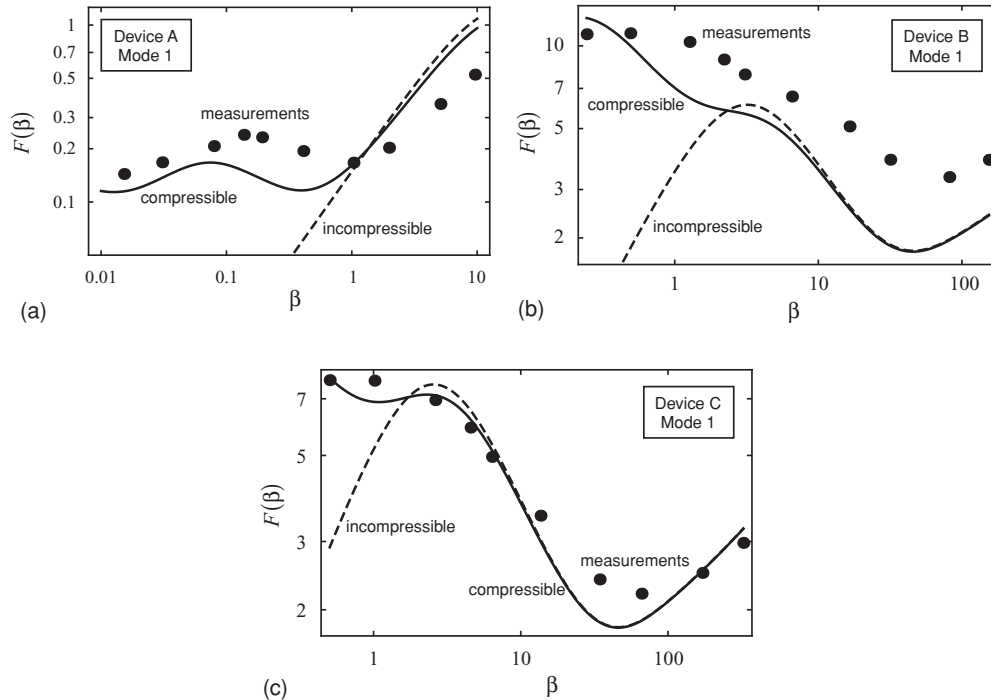 Device A
Mode 1
F(β)
1
0.7
0.5
0.3
0.2
0.1
measurements
compressible
incompressible
0.01
0.1
1
10
β
(a)
Device B
Mode 1
F(β)
10
7
5
3
2
measurements
compressible
incompressible
1
10
100
β
(b)
Device C
Mode 1
F(β)
7
5
3
2
incompressible
measurements
compressible
1
10
100
β
(c)